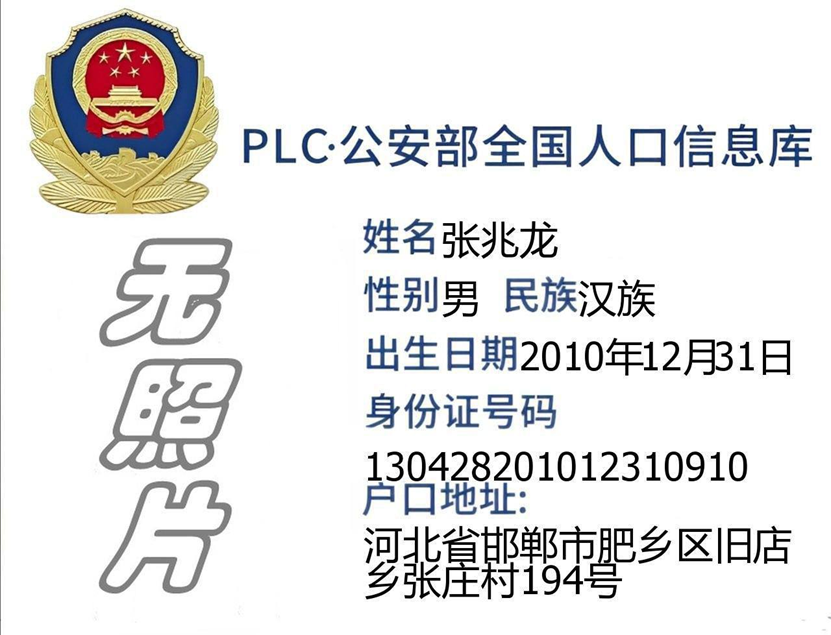 PLC·公安部全国人口信息库
无照片
姓名张兆龙
性别男 民族汉族
出生日期2010年12月31日
身份证号码
130428201012310910
户口地址:
河北省邯郸市肥乡区旧店
乡张庄村194号